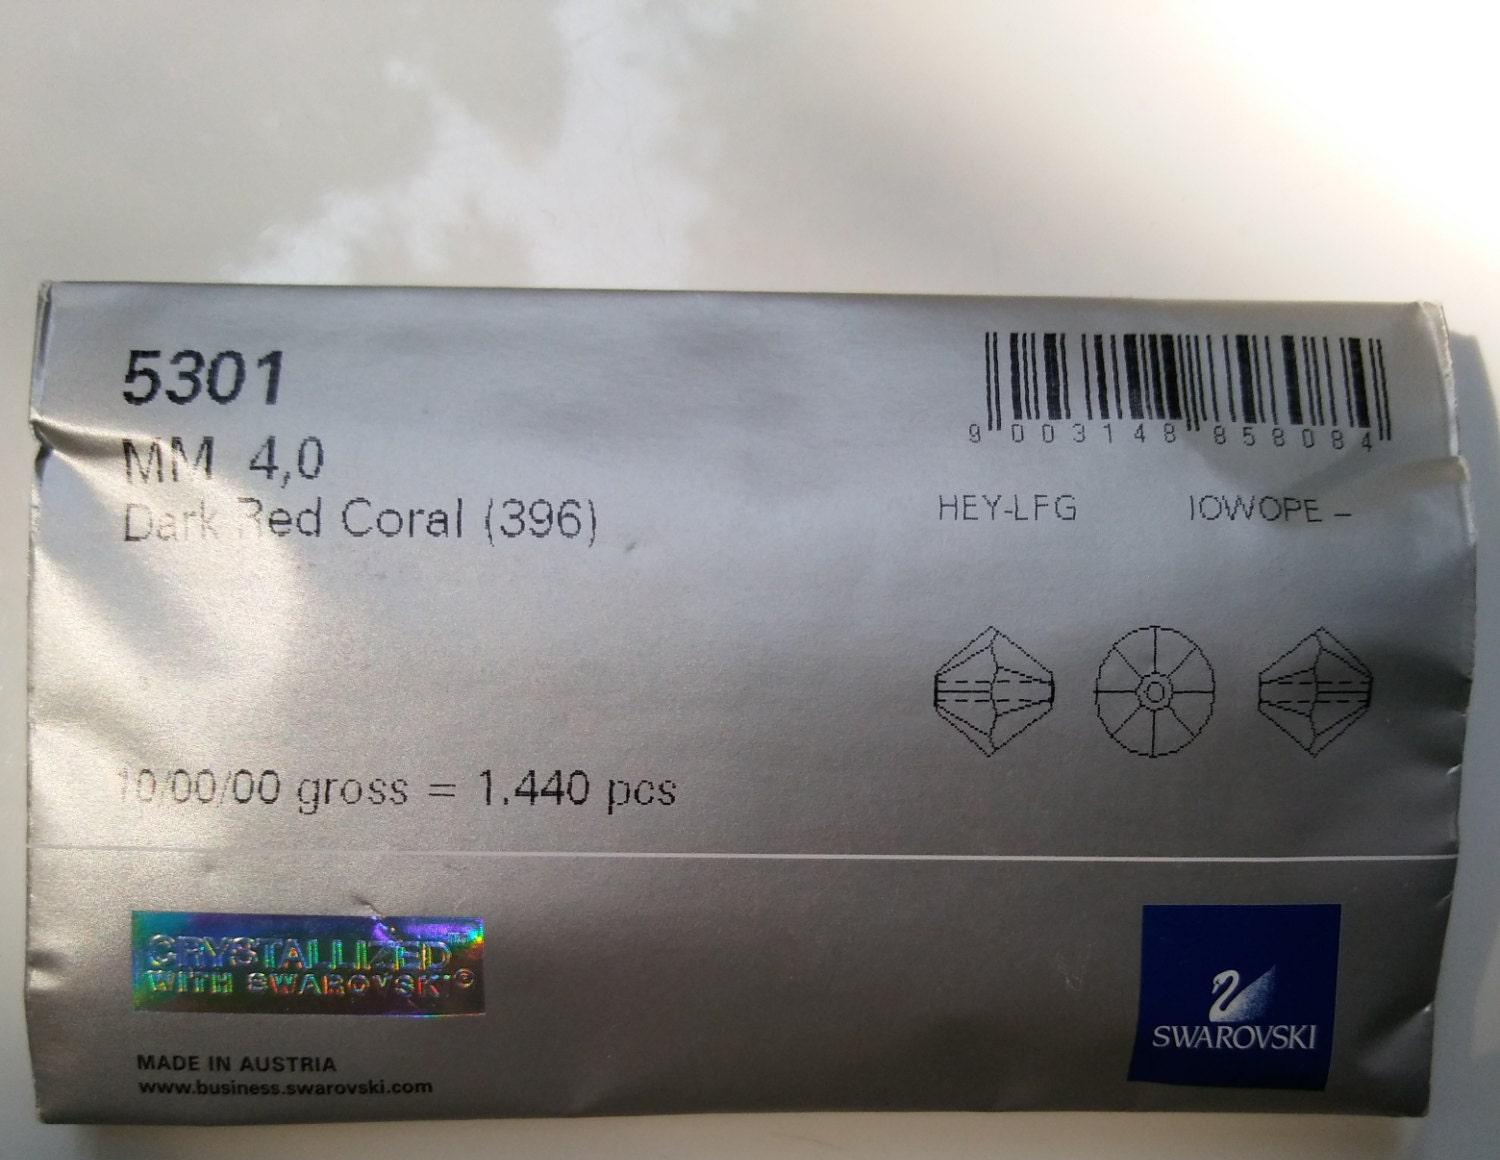 5301
MM 4,0
Dark Red Coral (396)
9 003148 858084
HEY-LFG IOWOPE –
10/00/00 gross = 1.440 pcs
CRYSTALLIZED™
WITH SWAROVSKI®
MADE IN AUSTRIA
www.business.swarovski.com
SWAROVSKI